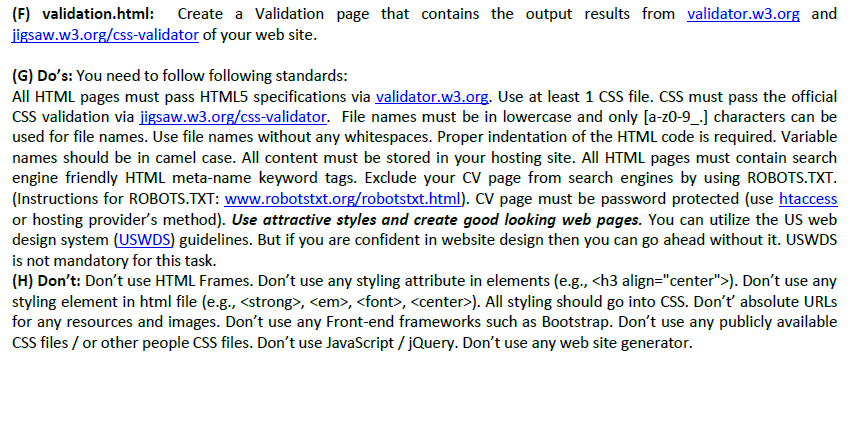 (F) validation.html: Create a Validation page that contains the output results from validator.w3.org and
jigsaw.w3.org/css-validator of your web site.
(G) Do's: You need to follow following standards:
All HTML pages must pass HTML5 specifications via validator.w3.org. Use at least 1 CSS file. CSS must pass the official
CSS validation via jigsaw.w3.org/css-validator. File names must be in lowercase and only [a-z0-9_.] characters can be
used for file names. Use file names without any whitespaces. Proper indentation of the HTML code is required. Variable
names should be in camel case. All content must be stored in your hosting site. All HTML pages must contain search
engine friendly HTML meta-name keyword tags. Exclude your CV page from search engines by using ROBOTS.TXT.
(Instructions for ROBOTS.TXT: www.robotstxt.org/robotstxt.html). CV page must be password protected (use htaccess
or hosting provider's method). Use attractive styles and create good looking web pages. You can utilize the US web
design system (USWDS) guidelines. But if you are confident in website design then you can go ahead without it. USWDS
is not mandatory for this task.
(H) Don't: Don't use HTML Frames. Don't use any styling attribute in elements (e.g., <h3 align="center">). Don't use any
styling element in html file (e.g., <strong>, <em>, <font>, <center>). All styling should go into CSS. Don't' absolute URLs
for any resources and images. Don't use any Front-end frameworks such as Bootstrap. Don't use any publicly available
CSS files / or other people CSS files. Don't use JavaScript / jQuery. Don't use any web site generator.